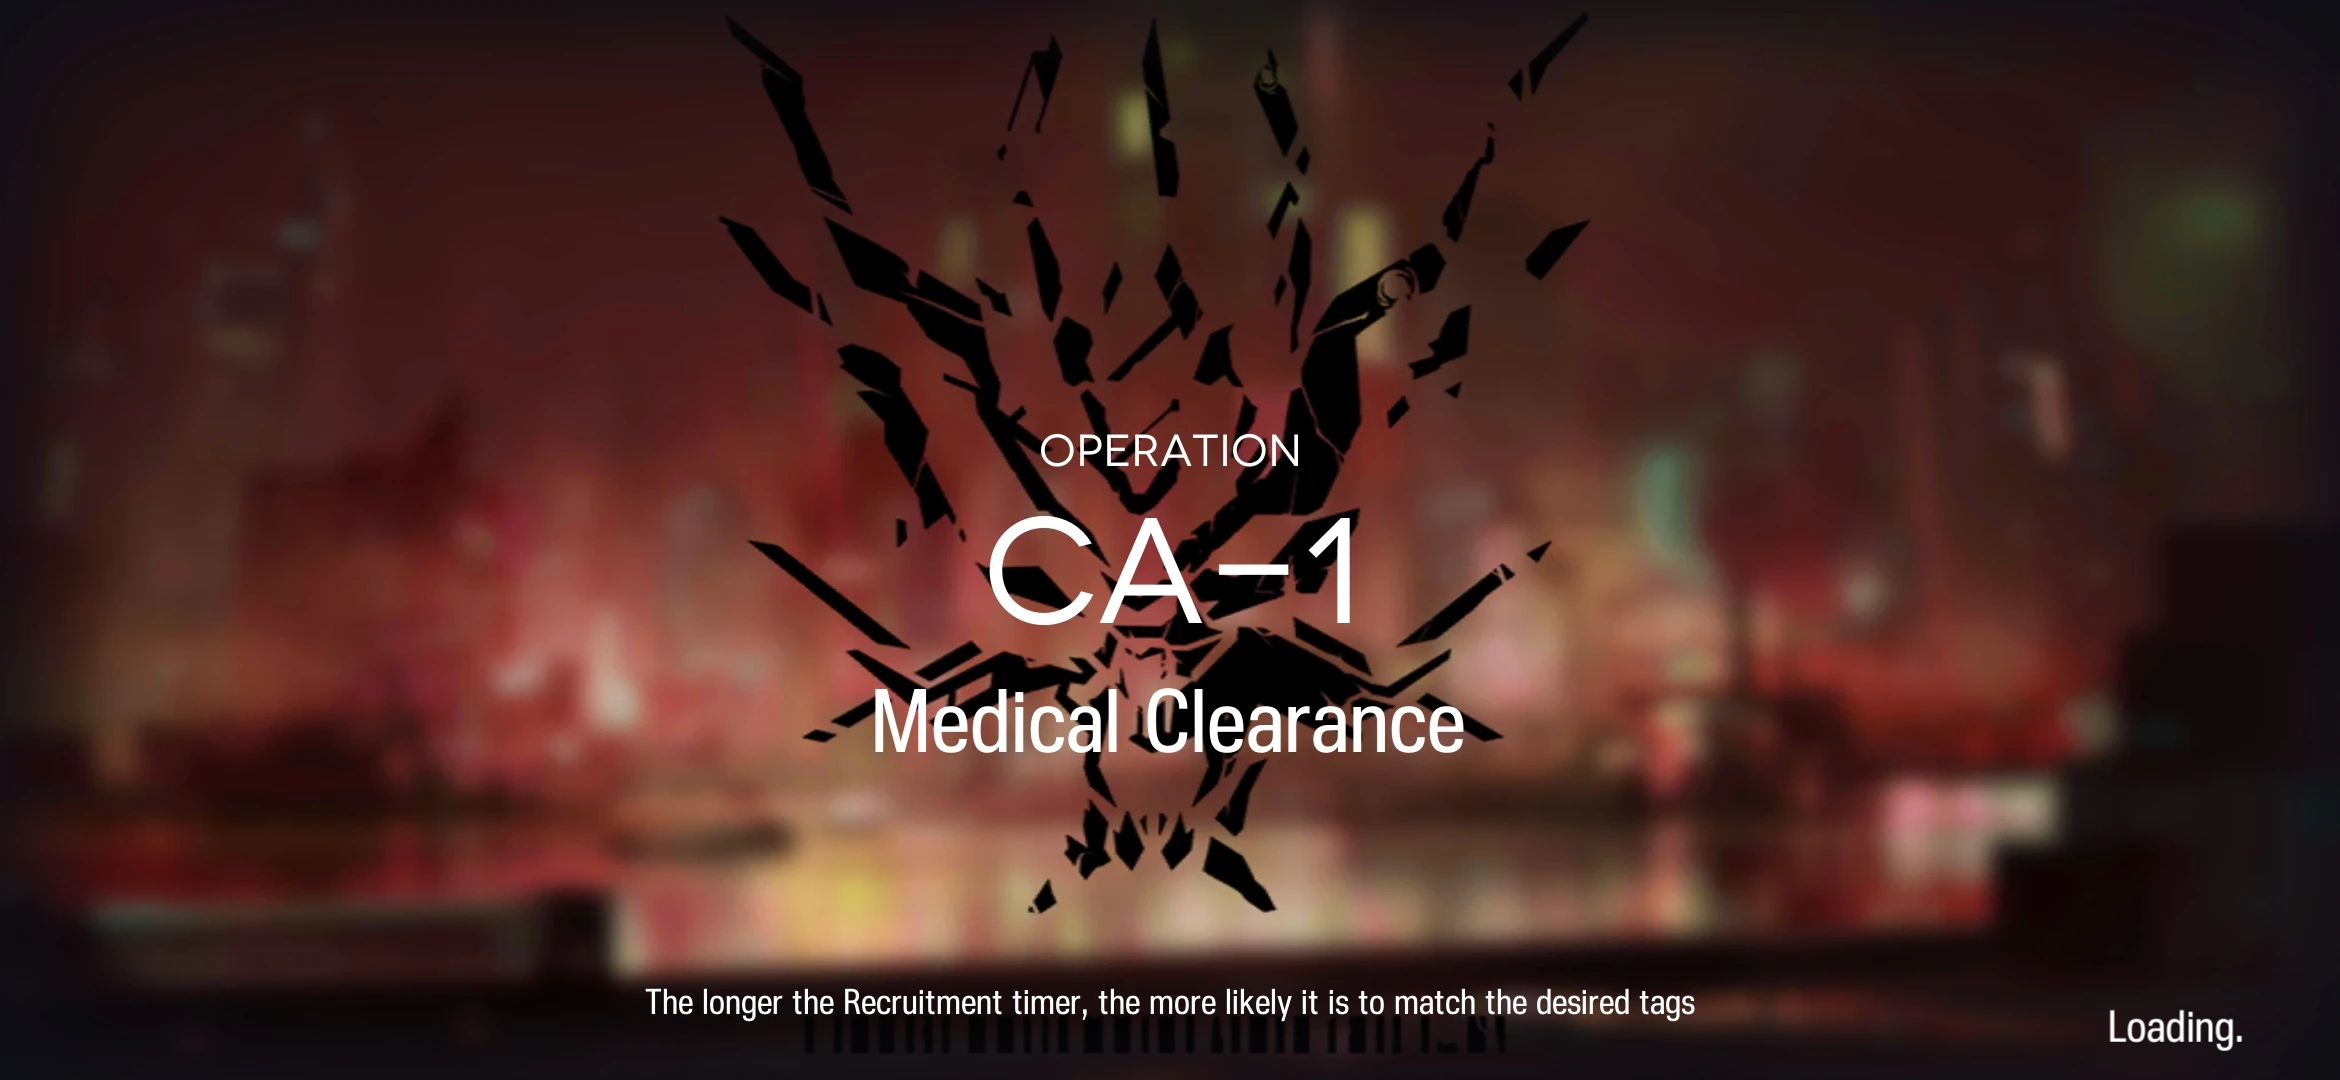 OPERATION
CA-1
Medical Clearance
The longer the Recruitment timer, the more likely it is to match the desired tags
Loading.